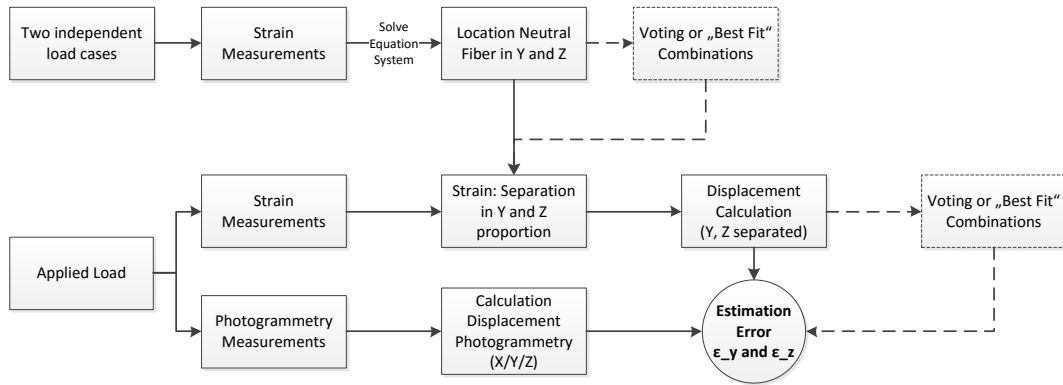 Two independent
load cases
Strain
Measurements
Solve
Equation
System
Location Neutral
Fiber in Y and Z
Voting or „Best Fit“
Combinations
Applied Load
Strain
Measurements
Strain: Separation
in Y and Z
proportion
Displacement
Calculation
(Y, Z separated)
Voting or „Best Fit“
Combinations
Photogrammetry
Measurements
Calculation
Displacement
Photogrammetry
(X/Y/Z)
Estimation
Error
ε_y and ε_z